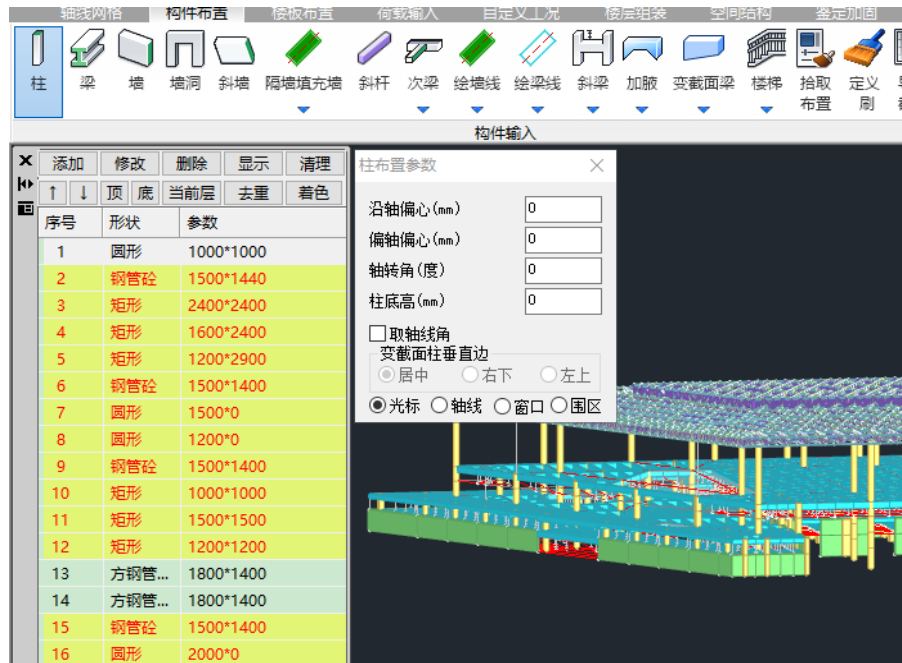 轴线网格 构件布置 楼板布置 荷载输入 自定义工况 楼层组装 空间结构 鉴定加固
柱 梁 墙 墙洞 斜墙 隔墙填充墙 斜杆 次梁 绘墙线 绘梁线 斜梁 加腋 变截面梁 楼梯 拾取布置 定义刷
构件输入
添加 修改 删除 显示 清理
↑ ↓ 顶 底 当前层 去重 着色
序号 形状 参数
1 圆形 1000*1000
2 钢管砼 1500*1440
3 矩形 2400*2400
4 矩形 1600*2400
5 矩形 1200*2900
6 钢管砼 1500*1400
7 圆形 1500*0
8 圆形 1200*0
9 钢管砼 1500*1400
10 矩形 1000*1000
11 矩形 1500*1500
12 矩形 1200*1200
13 方钢管... 1800*1400
14 方钢管... 1800*1400
15 钢管砼 1500*1400
16 圆形 2000*0
柱布置参数
沿轴偏心(mm) 0
偏轴偏心(mm) 0
轴转角(度) 0
柱底高(mm) 0
取轴线角
变截面柱垂直边
居中 右下 左上
光标 轴线 窗口 围区